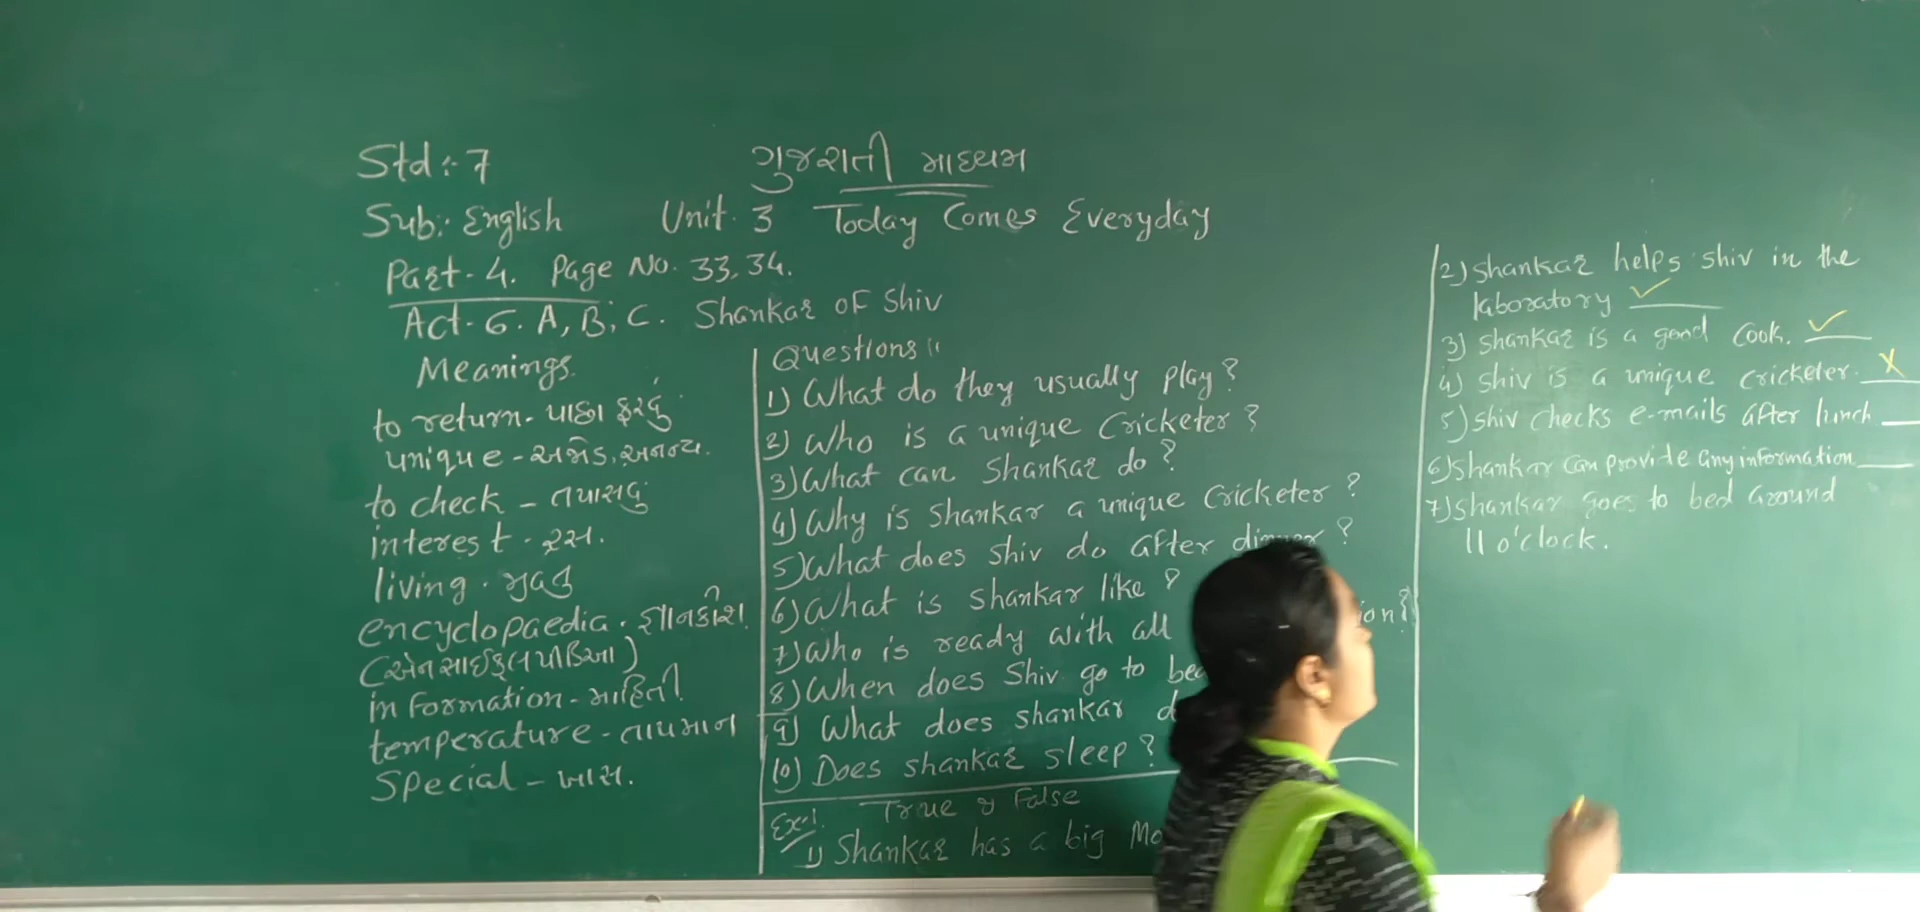 Std:- 7
ગુજરાતી માધ્યમ
Sub:. English Unit. 3 Today Comes Everyday
Part- 4. Page No. 33, 34.
Act- 6. A, B, C. Shankar of Shiv
Meanings.
to return- પાછા ફરવું
unique - અજોડ, અનન્ય.
to check - તપાસવું
interest - રસ.
living.
encyclopaedia. જ્ઞાનકોશ.
information - માહિતી.
temperature - તાપમાન
Special - ખાસ.
Questions
1) What do they usually play?
2) Who is a unique Cricketer?
3) What can Shankar do?
4) Why is Shankar a unique Cricketer?
5) What does Shiv do after dinner?
6) What is Shankar like?
7) Who is ready with all
8) When does Shiv go to
9) What does shankar
10) Does shankar sleep?
Ex-1. True & False
1) Shankar has a big
2) Shankar helps shiv in the
laboratory ✓
3) Shankar is a good Cook. ✓
4) Shiv is a unique Cricketer. X
5) Shiv checks e-mails after lunch
6) Shankar can provide any information
7) Shankar goes to bed around
11 o'clock.